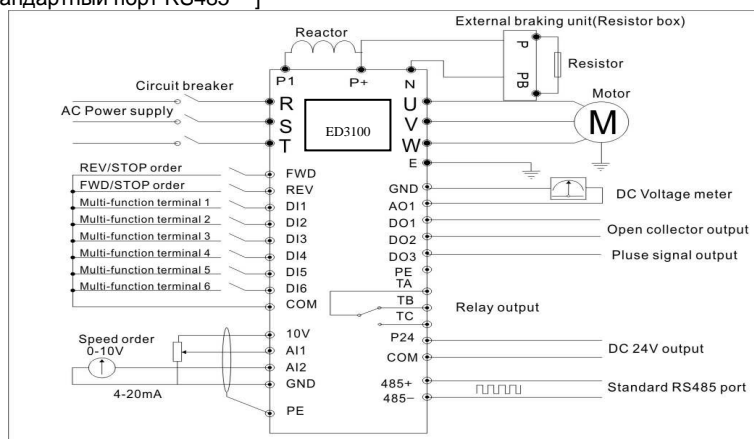 андартный порт RS485
External braking unit(Resistor box)
Reactor
P
PB
Resistor
P1
P+
N
Circuit breaker
AC Power supply
R
S
T
ED3100
U
V
W
E
Motor
M
REV/STOP order
FWD/STOP order
Multi-function terminal 1
Multi-function terminal 2
Multi-function terminal 3
Multi-function terminal 4
Multi-function terminal 5
Multi-function terminal 6
FWD
REV
DI1
DI2
DI3
DI4
DI5
DI6
COM
GND
AO1
DO1
DO2
DO3
PE
TA
TB
TC
P24
COM
485+
485−
DC Voltage meter
Open collector output
Pluse signal output
Relay output
DC 24V output
Standard RS485 port
Speed order
0-10V
4-20mA
10V
AI1
AI2
GND
PE